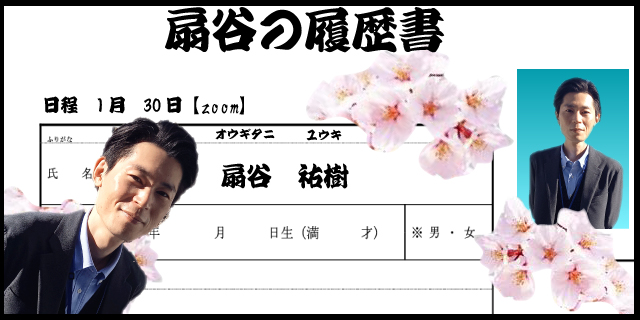 扇谷の履歴書
日程 1月 30日【zoom】
ふりがな オウギタニ ユウキ
氏 名 扇谷 祐樹
年 月 日生 (満 才) ※ 男 ・ 女